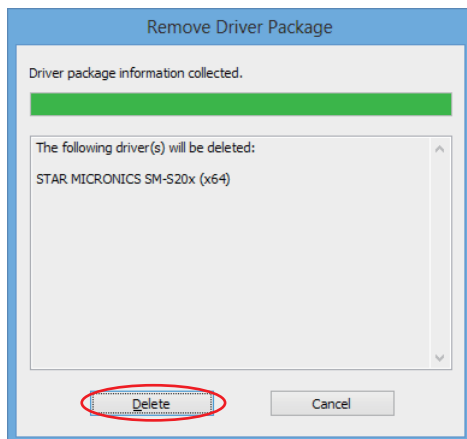 Remove Driver Package
Driver package information collected.
The following driver(s) will be deleted:
STAR MICRONICS SM-S20x (x64)
Delete
Cancel